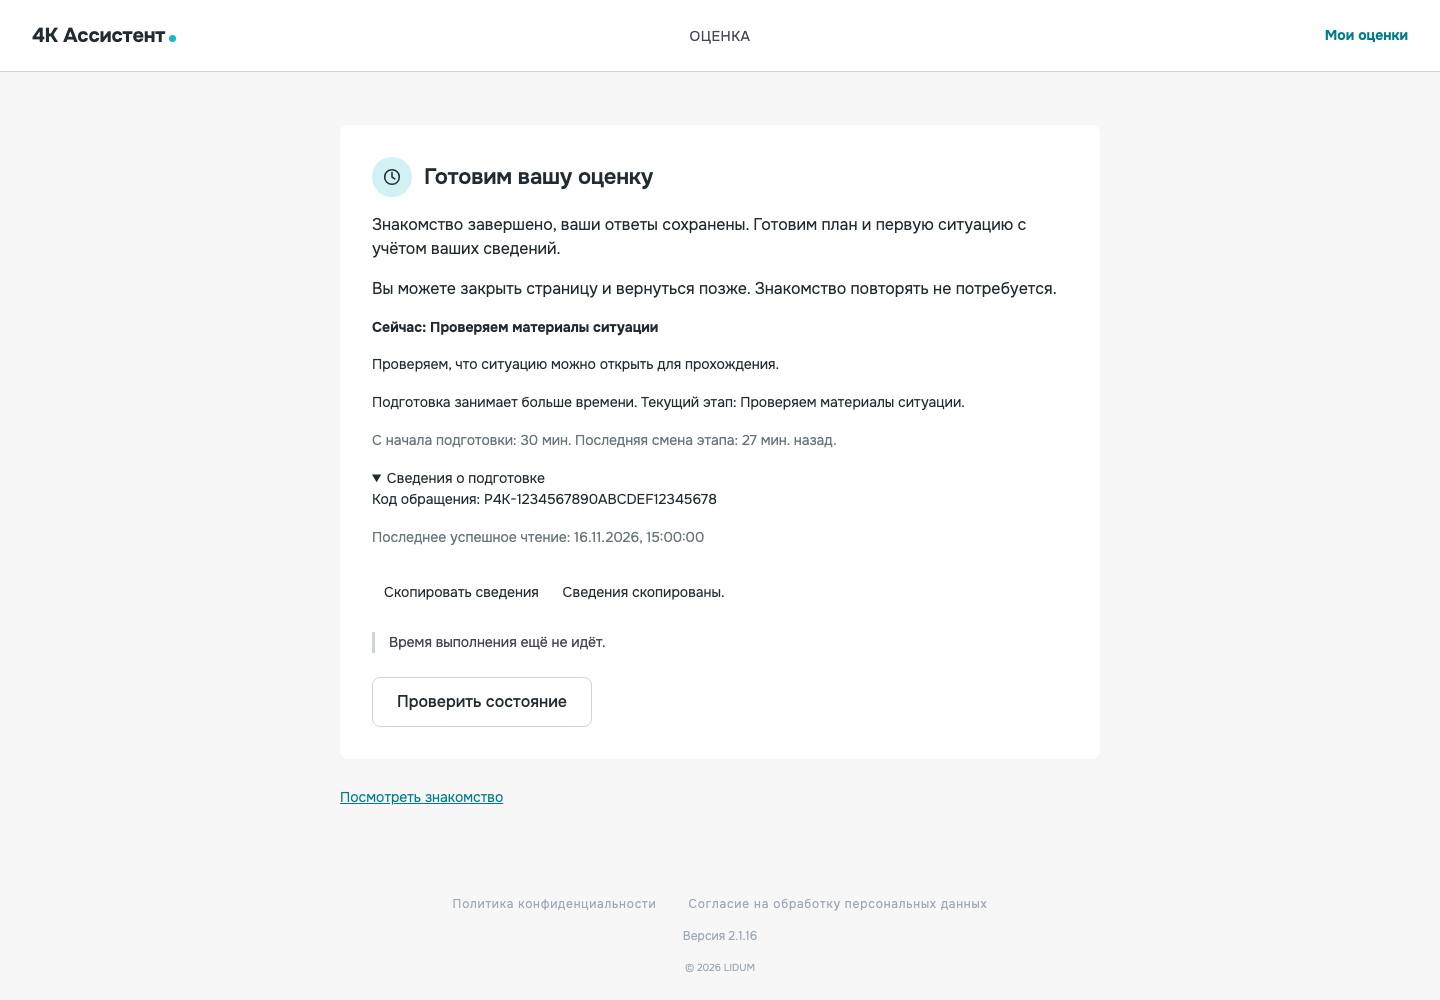 4К Ассистент
ОЦЕНКА
Мои оценки
Готовим вашу оценку
Знакомство завершено, ваши ответы сохранены. Готовим план и первую ситуацию с
учётом ваших сведений.
Вы можете закрыть страницу и вернуться позже. Знакомство повторять не потребуется.
Сейчас: Проверяем материалы ситуации
Проверяем, что ситуацию можно открыть для прохождения.
Подготовка занимает больше времени. Текущий этап: Проверяем материалы ситуации.
С начала подготовки: 30 мин. Последняя смена этапа: 27 мин. назад.
▼ Сведения о подготовке
Код обращения: P4K-1234567890ABCDEF12345678
Последнее успешное чтение: 16.11.2026, 15:00:00
Скопировать сведения Сведения скопированы.
Время выполнения ещё не идёт.
Проверить состояние
Посмотреть знакомство
Политика конфиденциальности Согласие на обработку персональных данных
Версия 2.1.16
© 2026 LIDUM